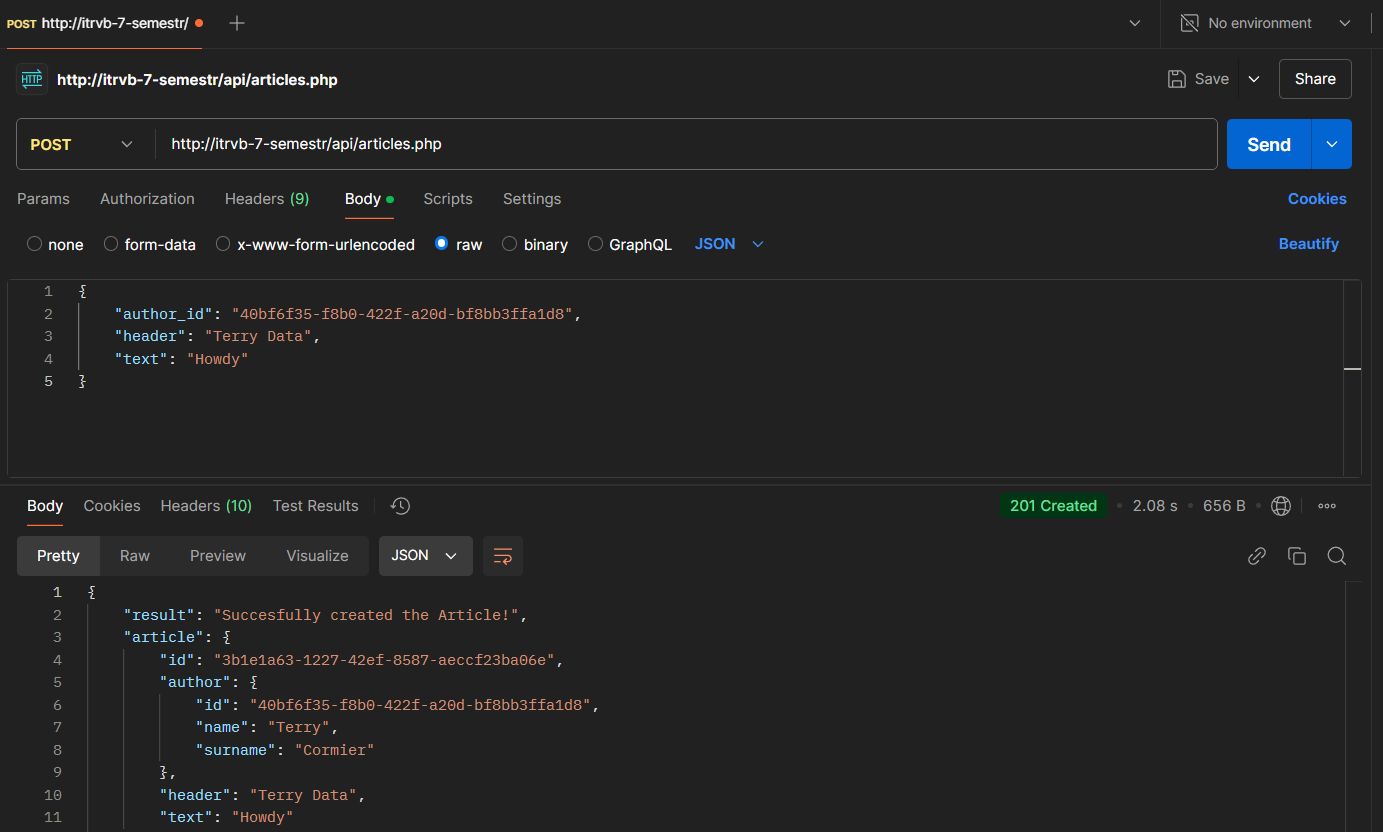 POST http://itrvb-7-semestr/
No environment
HTTP http://itrvb-7-semestr/api/articles.php
Save
Share
POST
http://itrvb-7-semestr/api/articles.php
Send
Params Authorization Headers (9) Body Scripts Settings Cookies
none form-data x-www-form-urlencoded raw binary GraphQL JSON Beautify
1 {
2 "author_id": "40bf6f35-f8b0-422f-a20d-bf8bb3ffa1d8",
3 "header": "Terry Data",
4 "text": "Howdy"
5 }
Body Cookies Headers (10) Test Results 201 Created • 2.08 s • 656 B •
Pretty Raw Preview Visualize JSON
1 {
2 "result": "Succesfully created the Article!",
3 "article": {
4 "id": "3b1e1a63-1227-42ef-8587-aeccf23ba06e",
5 "author": {
6 "id": "40bf6f35-f8b0-422f-a20d-bf8bb3ffa1d8",
7 "name": "Terry",
8 "surname": "Cormier"
9 },
10 "header": "Terry Data",
11 "text": "Howdy"